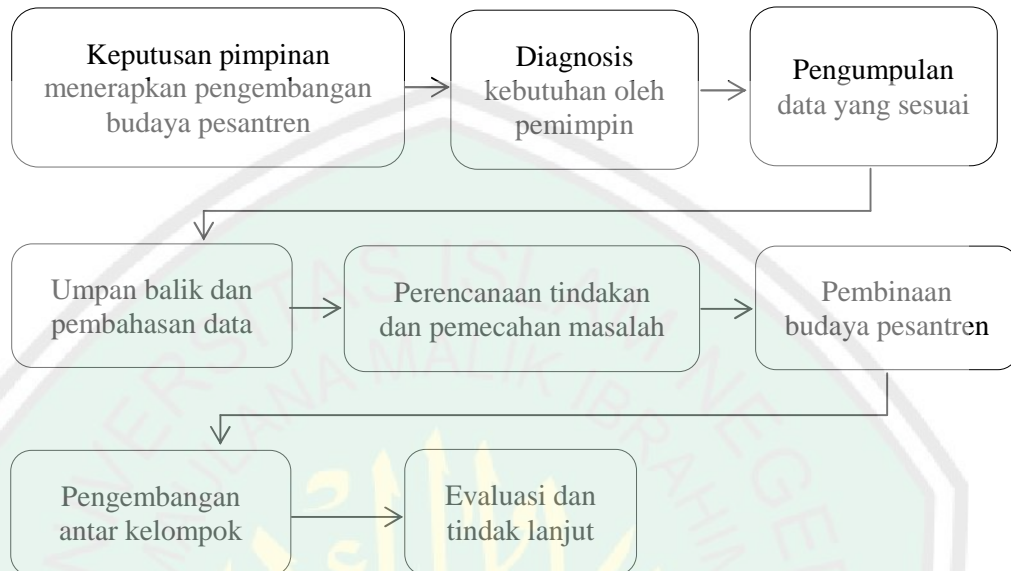 Keputusan pimpinan
menerapkan pengembangan
budaya pesantren
Diagnosis
kebutuhan oleh
pemimpin
Pengumpulan
data yang sesuai
Umpan balik dan
pembahasan data
Perencanaan tindakan
dan pemecahan masalah
Pembinaan
budaya pesantren
Pengembangan
antar kelompok
Evaluasi dan
tindak lanjut